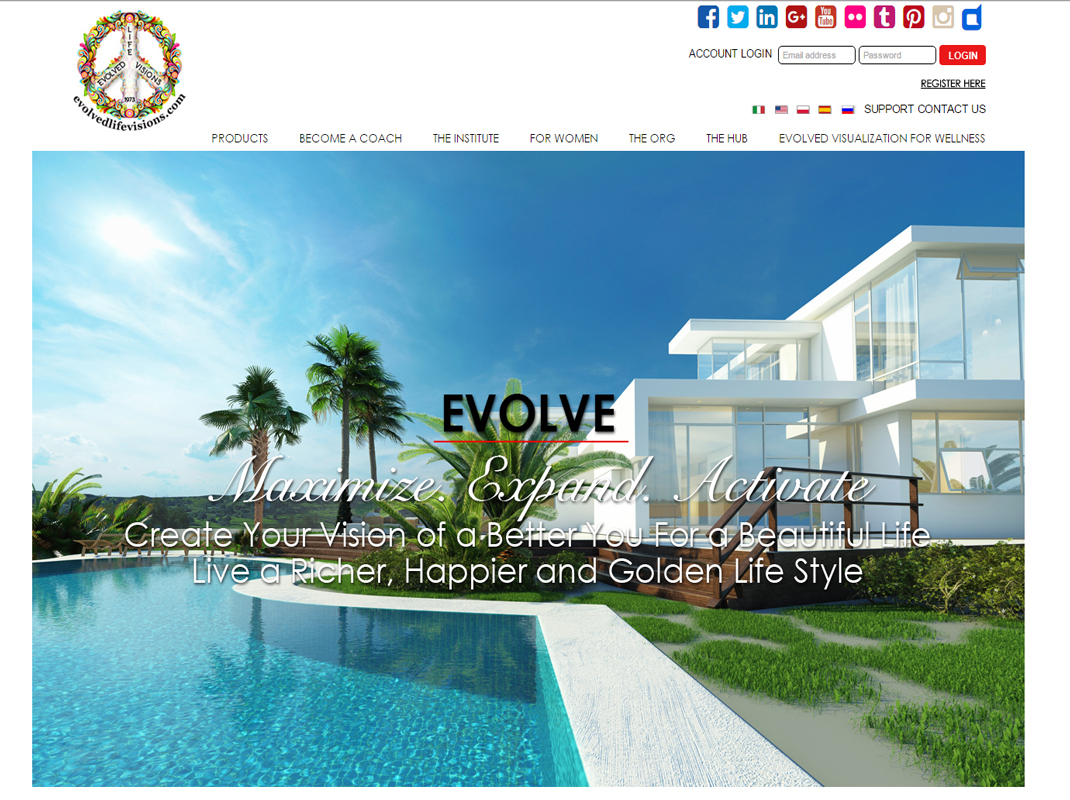 LIFE
EVOLVED VISIONS
1973
evolvedlifevisions.com
You
Tube
ACCOUNT LOGIN Email address Password LOGIN
REGISTER HERE
SUPPORT CONTACT US
PRODUCTS BECOME A COACH THE INSTITUTE FOR WOMEN THE ORG THE HUB EVOLVED VISUALIZATION FOR WELLNESS
EVOLVE
Maximize. Expand. Activate
Create Your Vision of a Better You For a Beautiful Life
Live a Richer, Happier and Golden Life Style